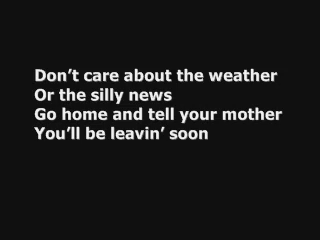 Don’t care about the weather
Or the silly news
Go home and tell your mother
You’ll be leavin’ soon